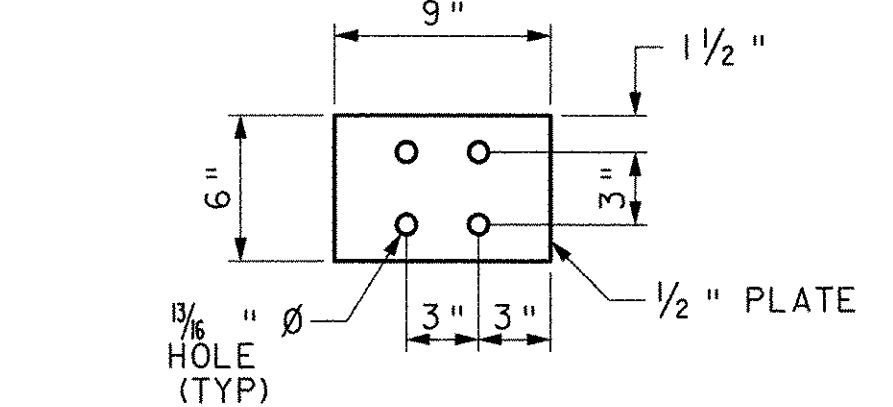 9"
1 1/2 "
6"
3"
1/2 " PLATE
13/16 " Ø
3" 3"
HOLE
(TYP)